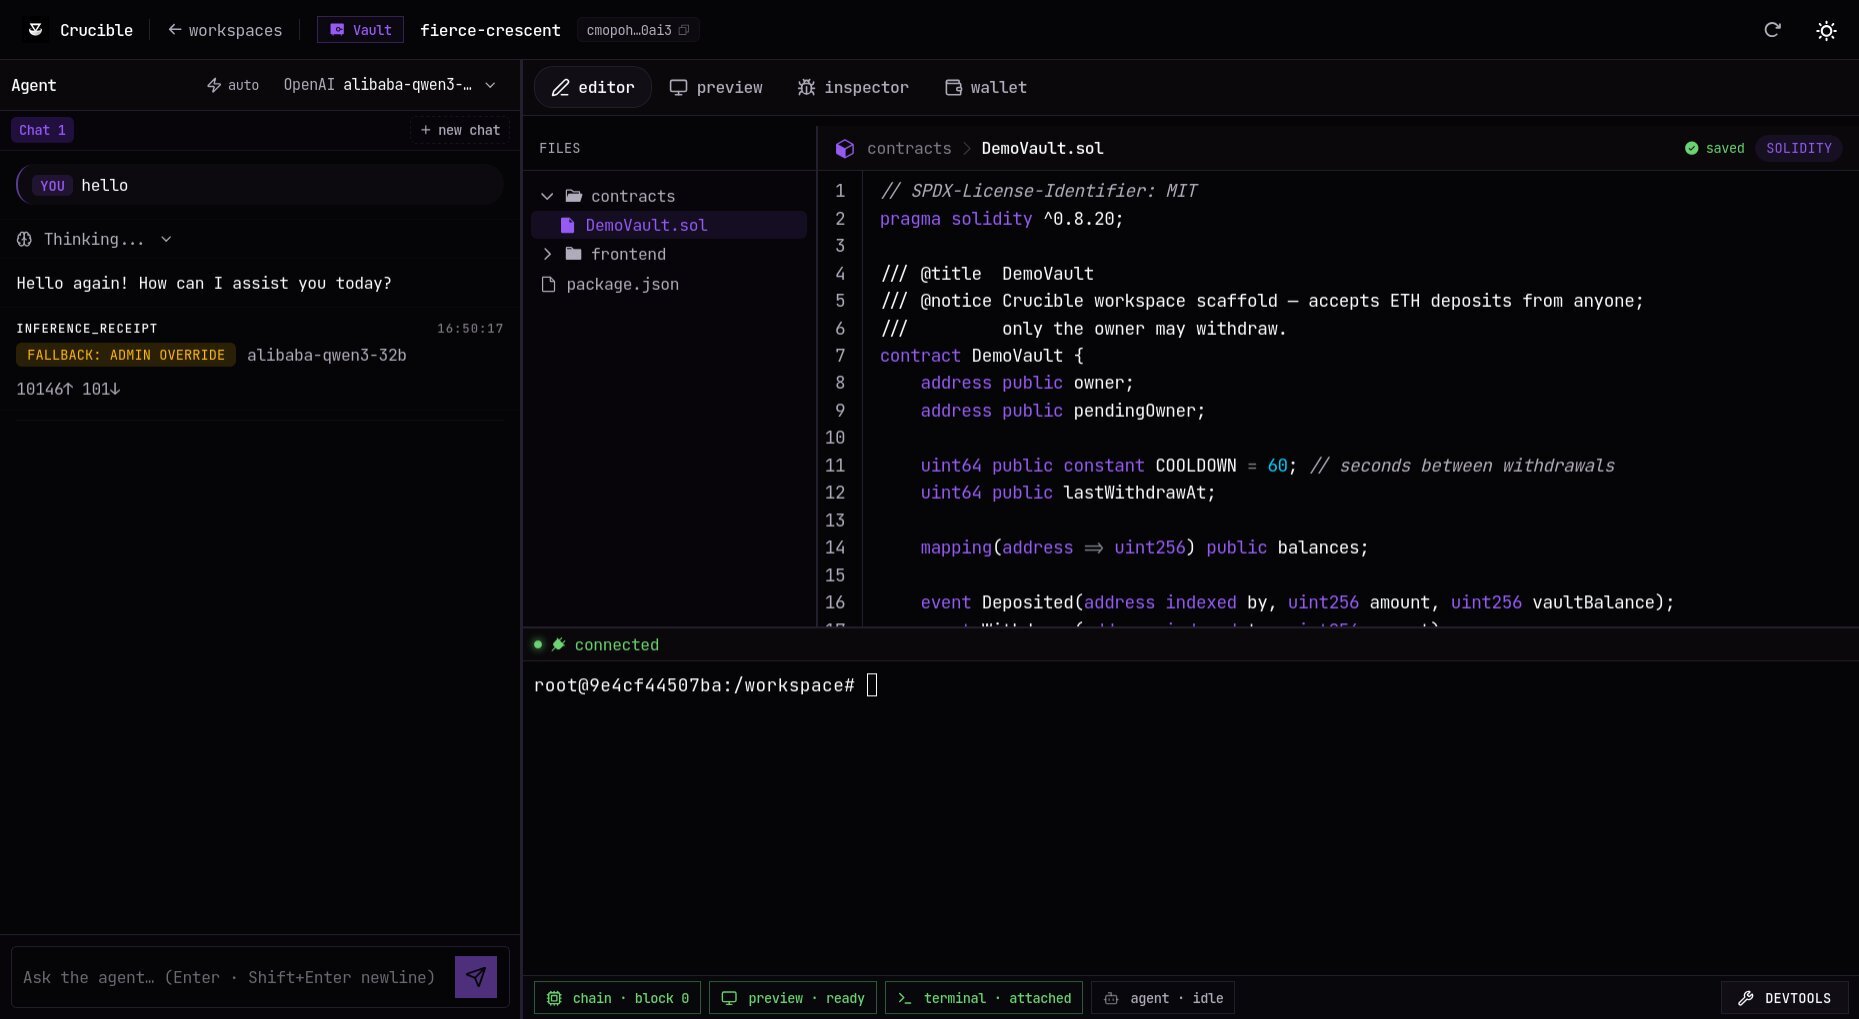 Crucible
← workspaces
Vault
fierce-crescent
cmopoh…0ai3
Agent
auto
OpenAI alibaba-qwen3-…
Chat 1
+ new chat
YOU hello
Thinking...
Hello again! How can I assist you today?
INFERENCE_RECEIPT
16:50:17
FALLBACK: ADMIN OVERRIDE
alibaba-qwen3-32b
10146↑ 101↓
Ask the agent… (Enter · Shift+Enter newline)
editor
preview
inspector
wallet
FILES
contracts
DemoVault.sol
frontend
package.json
contracts > DemoVault.sol
saved
SOLIDITY
1 // SPDX-License-Identifier: MIT
2 pragma solidity ^0.8.20;
3
4 /// @title  DemoVault
5 /// @notice Crucible workspace scaffold — accepts ETH deposits from anyone;
6 ///         only the owner may withdraw.
7 contract DemoVault {
8     address public owner;
9     address public pendingOwner;
10
11     uint64 public constant COOLDOWN = 60; // seconds between withdrawals
12     uint64 public lastWithdrawAt;
13
14     mapping(address => uint256) public balances;
15
16     event Deposited(address indexed by, uint256 amount, uint256 vaultBalance);
connected
root@9e4cf44507ba:/workspace#
chain · block 0
preview · ready
terminal · attached
agent · idle
DEVTOOLS